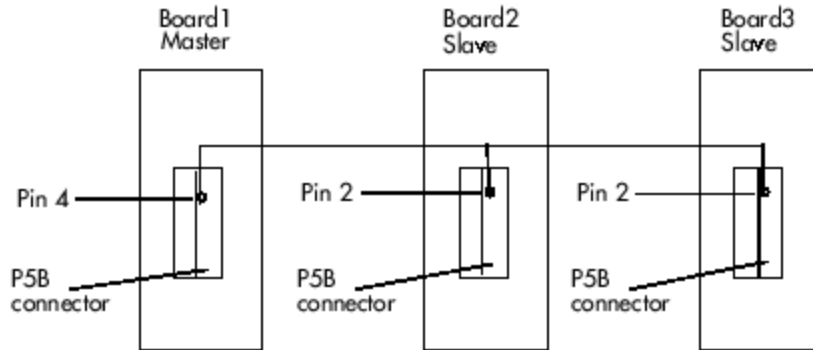 Board1
Master
Board2
Slave
Board3
Slave
Pin 4
Pin 2
Pin 2
P5B
connector
P5B
connector
P5B
connector